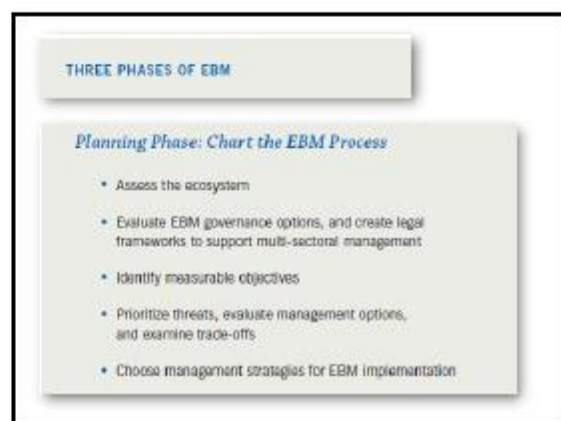 THREE PHASES OF EBM
Planning Phase: Chart the EBM Process
• Assess the ecosystem
• Evaluate EBM governance options, and create legal
frameworks to support multi-sectoral management
• Identify measurable objectives
• Prioritize threats, evaluate management options,
and examine trade-offs
• Choose management strategies for EBM implementation